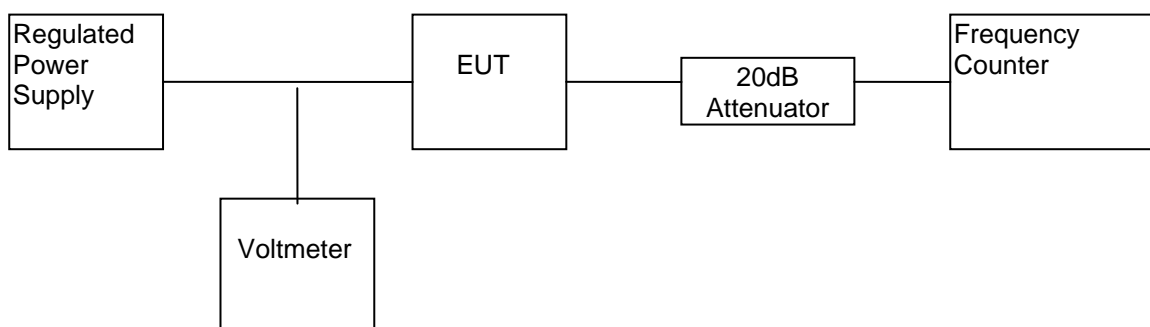 Regulated
Power
Supply
EUT
20dB
Attenuator
Frequency
Counter
Voltmeter